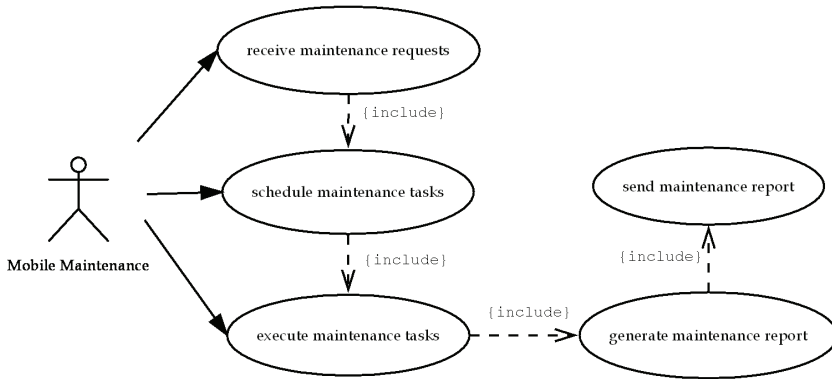 receive maintenance requests
{include}
schedule maintenance tasks
send maintenance report
Mobile Maintenance
{include}
{include}
{include}
execute maintenance tasks
generate maintenance report